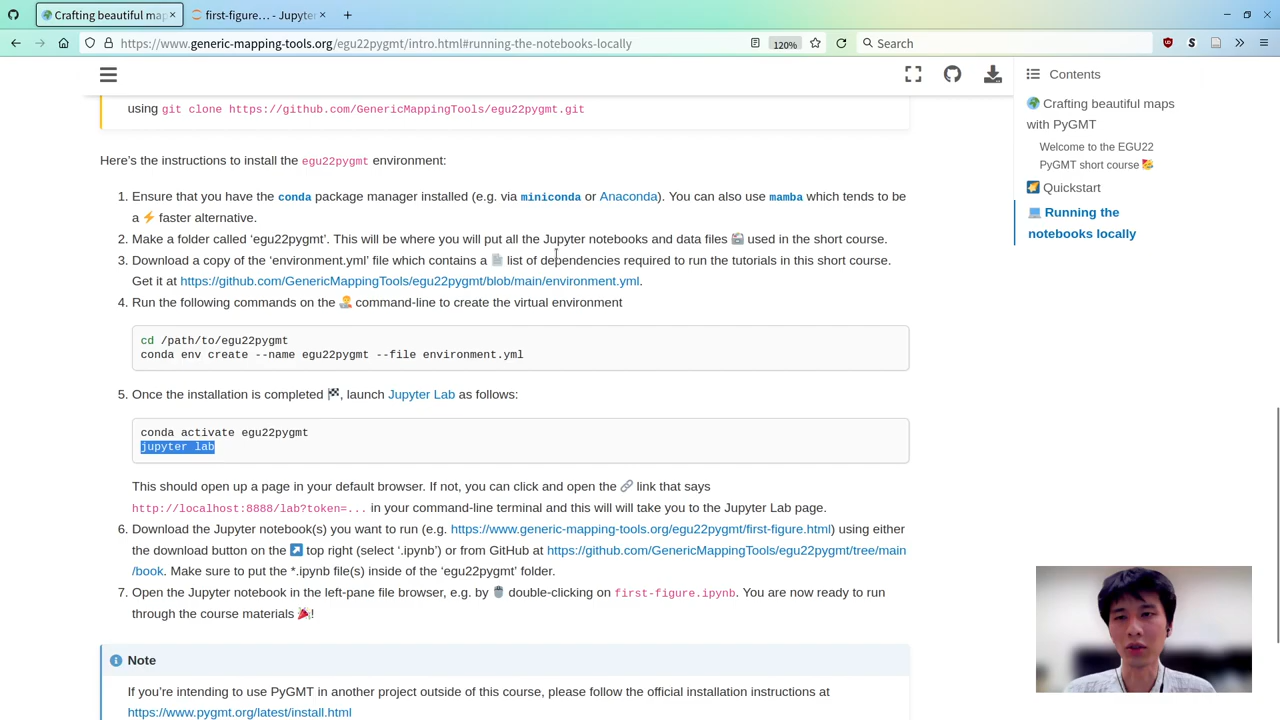 Crafting beautiful map
first-figure... - Jupyter
https://www.generic-mapping-tools.org/egu22pygmt/intro.html#running-the-notebooks-locally
120%
Search
using git clone https://github.com/GenericMappingTools/egu22pygmt.git
Here's the instructions to install the egu22pygmt environment:
1. Ensure that you have the conda package manager installed (e.g. via miniconda or Anaconda). You can also use mamba which tends to be
a ⚡ faster alternative.
2. Make a folder called 'egu22pygmt'. This will be where you will put all the Jupyter notebooks and data files 🗃️ used in the short course.
3. Download a copy of the 'environment.yml' file which contains a 📄 list of dependencies required to run the tutorials in this short course.
Get it at https://github.com/GenericMappingTools/egu22pygmt/blob/main/environment.yml.
4. Run the following commands on the 🧑‍💻 command-line to create the virtual environment
cd /path/to/egu22pygmt
conda env create --name egu22pygmt --file environment.yml
5. Once the installation is completed 🏁, launch Jupyter Lab as follows:
conda activate egu22pygmt
jupyter lab
This should open up a page in your default browser. If not, you can click and open the 🔗 link that says
http://localhost:8888/lab?token=... in your command-line terminal and this will will take you to the Jupyter Lab page.
6. Download the Jupyter notebook(s) you want to run (e.g. https://www.generic-mapping-tools.org/egu22pygmt/first-figure.html) using either
the download button on the ↗️ top right (select '.ipynb') or from GitHub at https://github.com/GenericMappingTools/egu22pygmt/tree/main
/book. Make sure to put the *.ipynb file(s) inside of the 'egu22pygmt' folder.
7. Open the Jupyter notebook in the left-pane file browser, e.g. by 🖱️ double-clicking on first-figure.ipynb. You are now ready to run
through the course materials 🎉!
Note
If you're intending to use PyGMT in another project outside of this course, please follow the official installation instructions at
https://www.pygmt.org/latest/install.html
Contents
🌍 Crafting beautiful maps
with PyGMT
Welcome to the EGU22
PyGMT short course 🥳
🌠 Quickstart
💻 Running the
notebooks locally